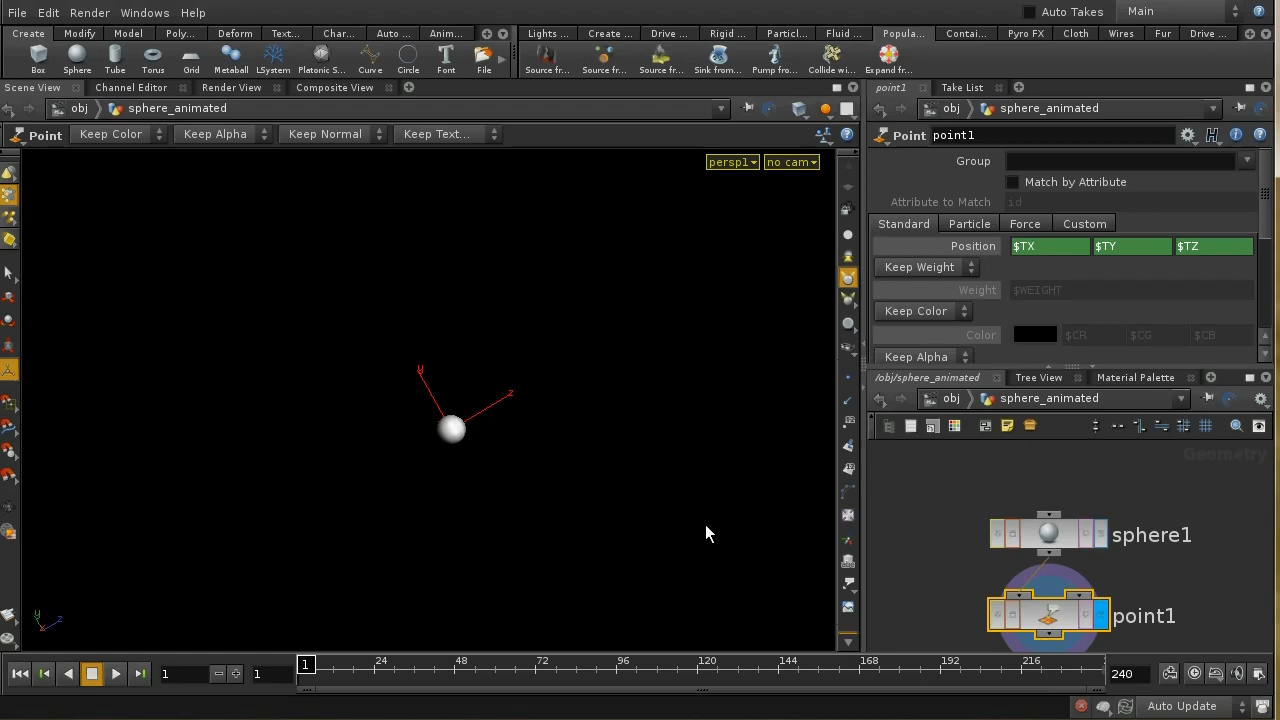 File Edit Render Windows Help Auto Takes Main
Create Modify Model Poly... Deform Text... Char... Auto ... Anim... Lights ... Create ... Drive ... Rigid ... Particl... Fluid ... Popula... Contai... Pyro FX Cloth Wires Fur Drive ...
Box Sphere Tube Torus Grid Metaball LSystem Platonic S... Curve Circle Font File Source fr... Source fr... Source fr... Sink from... Pump fro... Collide wi... Expand fr...
Scene View Channel Editor Render View Composite View
obj sphere_animated
Point Keep Color Keep Alpha Keep Normal Keep Text...
persp1 no cam
y
z
y
z
x
point1 Take List
obj sphere_animated
Point point1
Group
Match by Attribute
Attribute to Match id
Standard Particle Force Custom
Position $TX $TY $TZ
Keep Weight
Weight $WEIGHT
Keep Color
Color $CR $CG $CB
Keep Alpha
/obj/sphere_animated Tree View Material Palette
obj sphere_animated
Geometry
sphere1
point1
1 1 1 24 48 72 96 120 144 168 192 216 240
Auto Update